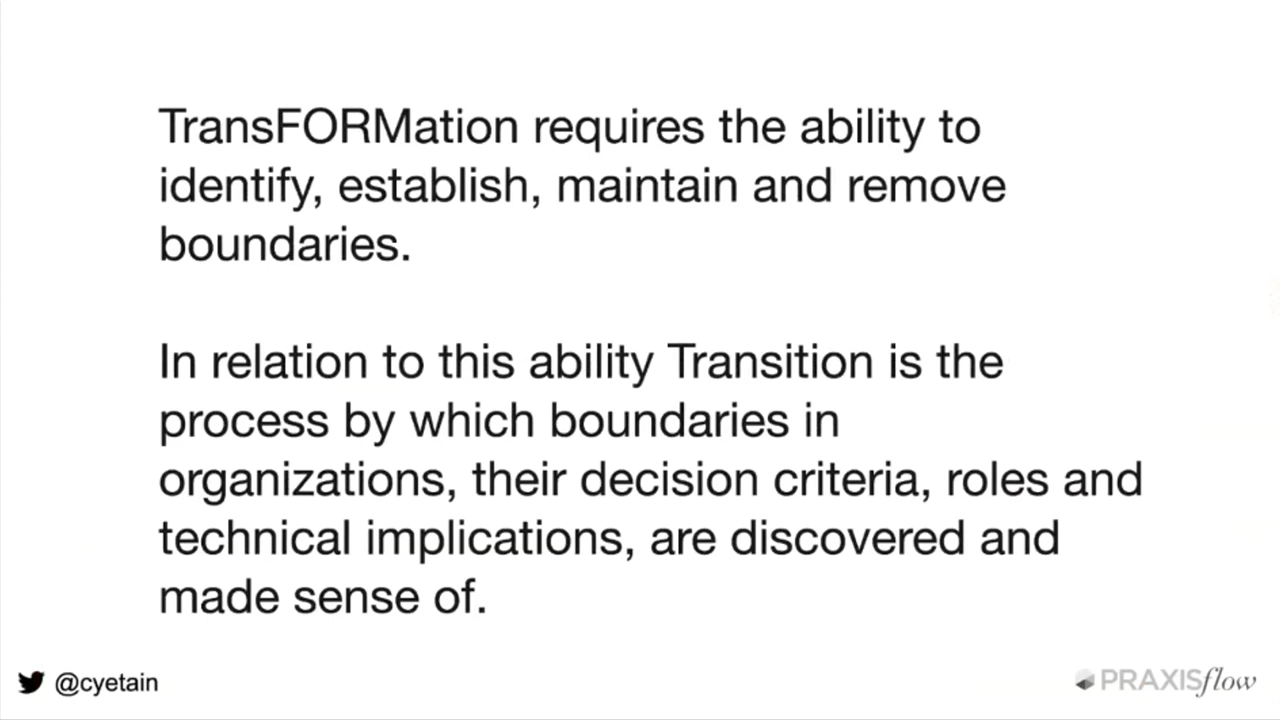 TransFORMation requires the ability to
identify, establish, maintain and remove
boundaries.
In relation to this ability Transition is the
process by which boundaries in
organizations, their decision criteria, roles and
technical implications, are discovered and
made sense of.
@cyetain
PRAXISflow